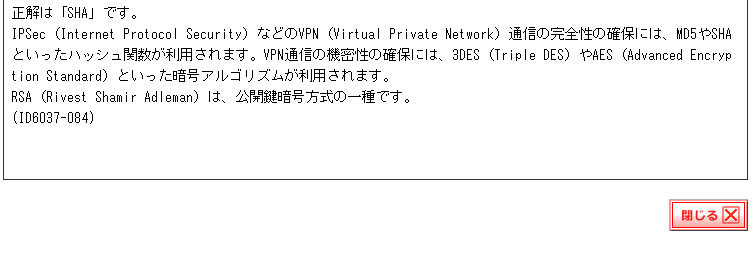 正解は「SHA」です。
IPSec (Internet Protocol Security) などのVPN (Virtual Private Network) 通信の完全性の確保には、MD5やSHA
といったハッシュ関数が利用されます。VPN通信の機密性の確保には、3DES (Triple DES) やAES (Advanced Encryp
tion Standard) といった暗号アルゴリズムが利用されます。
RSA (Rivest Shamir Adleman) は、公開鍵暗号方式の一種です。
(ID6037-084)
閉じる